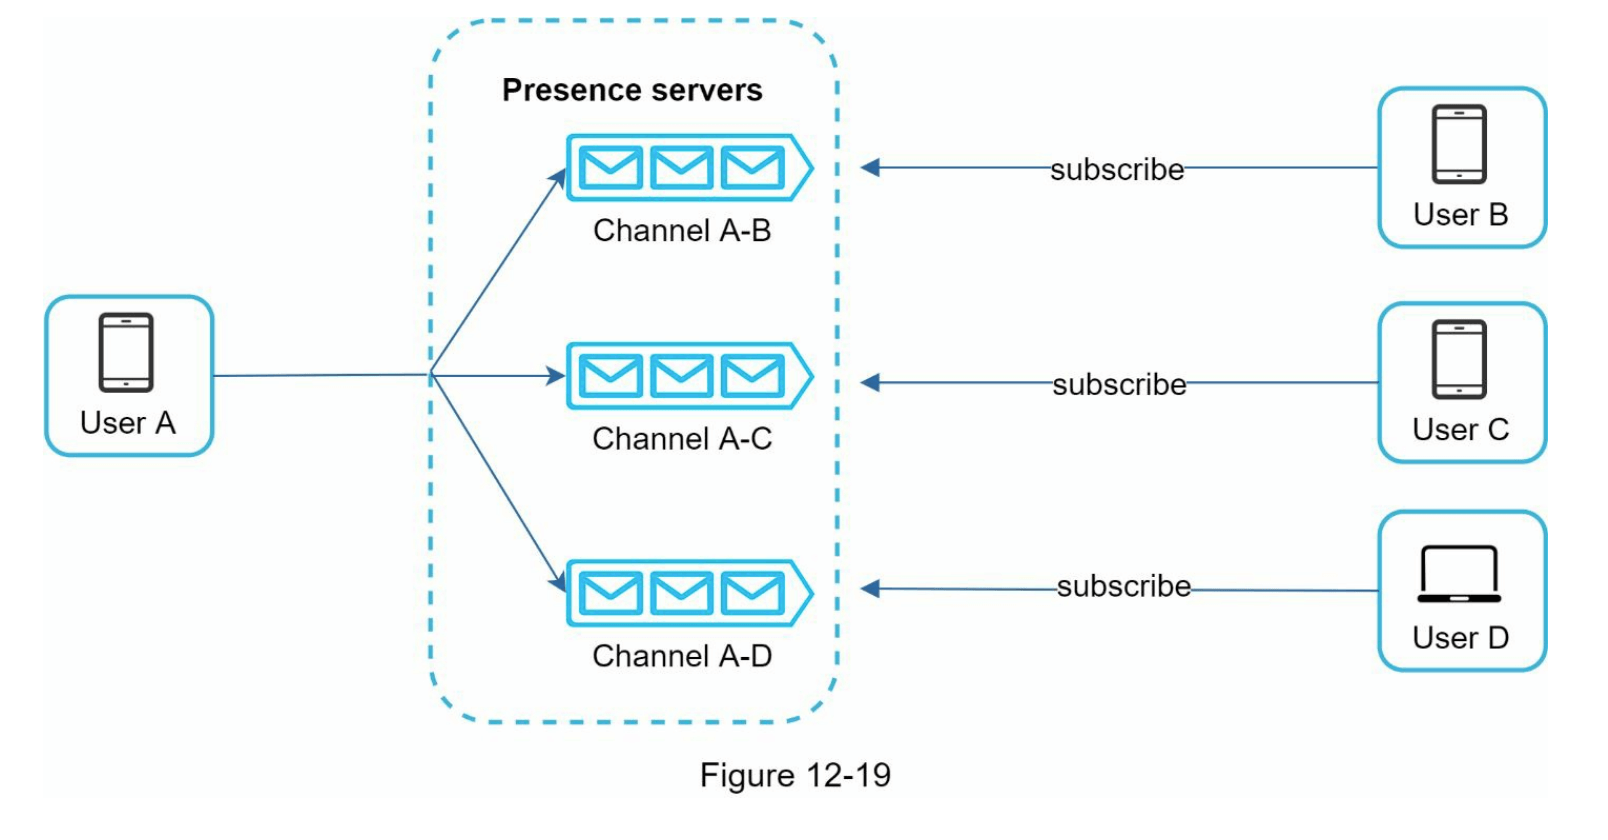 Presence servers
Channel A-B
subscribe
User B
User A
Channel A-C
subscribe
User C
Channel A-D
subscribe
User D
Figure 12-19